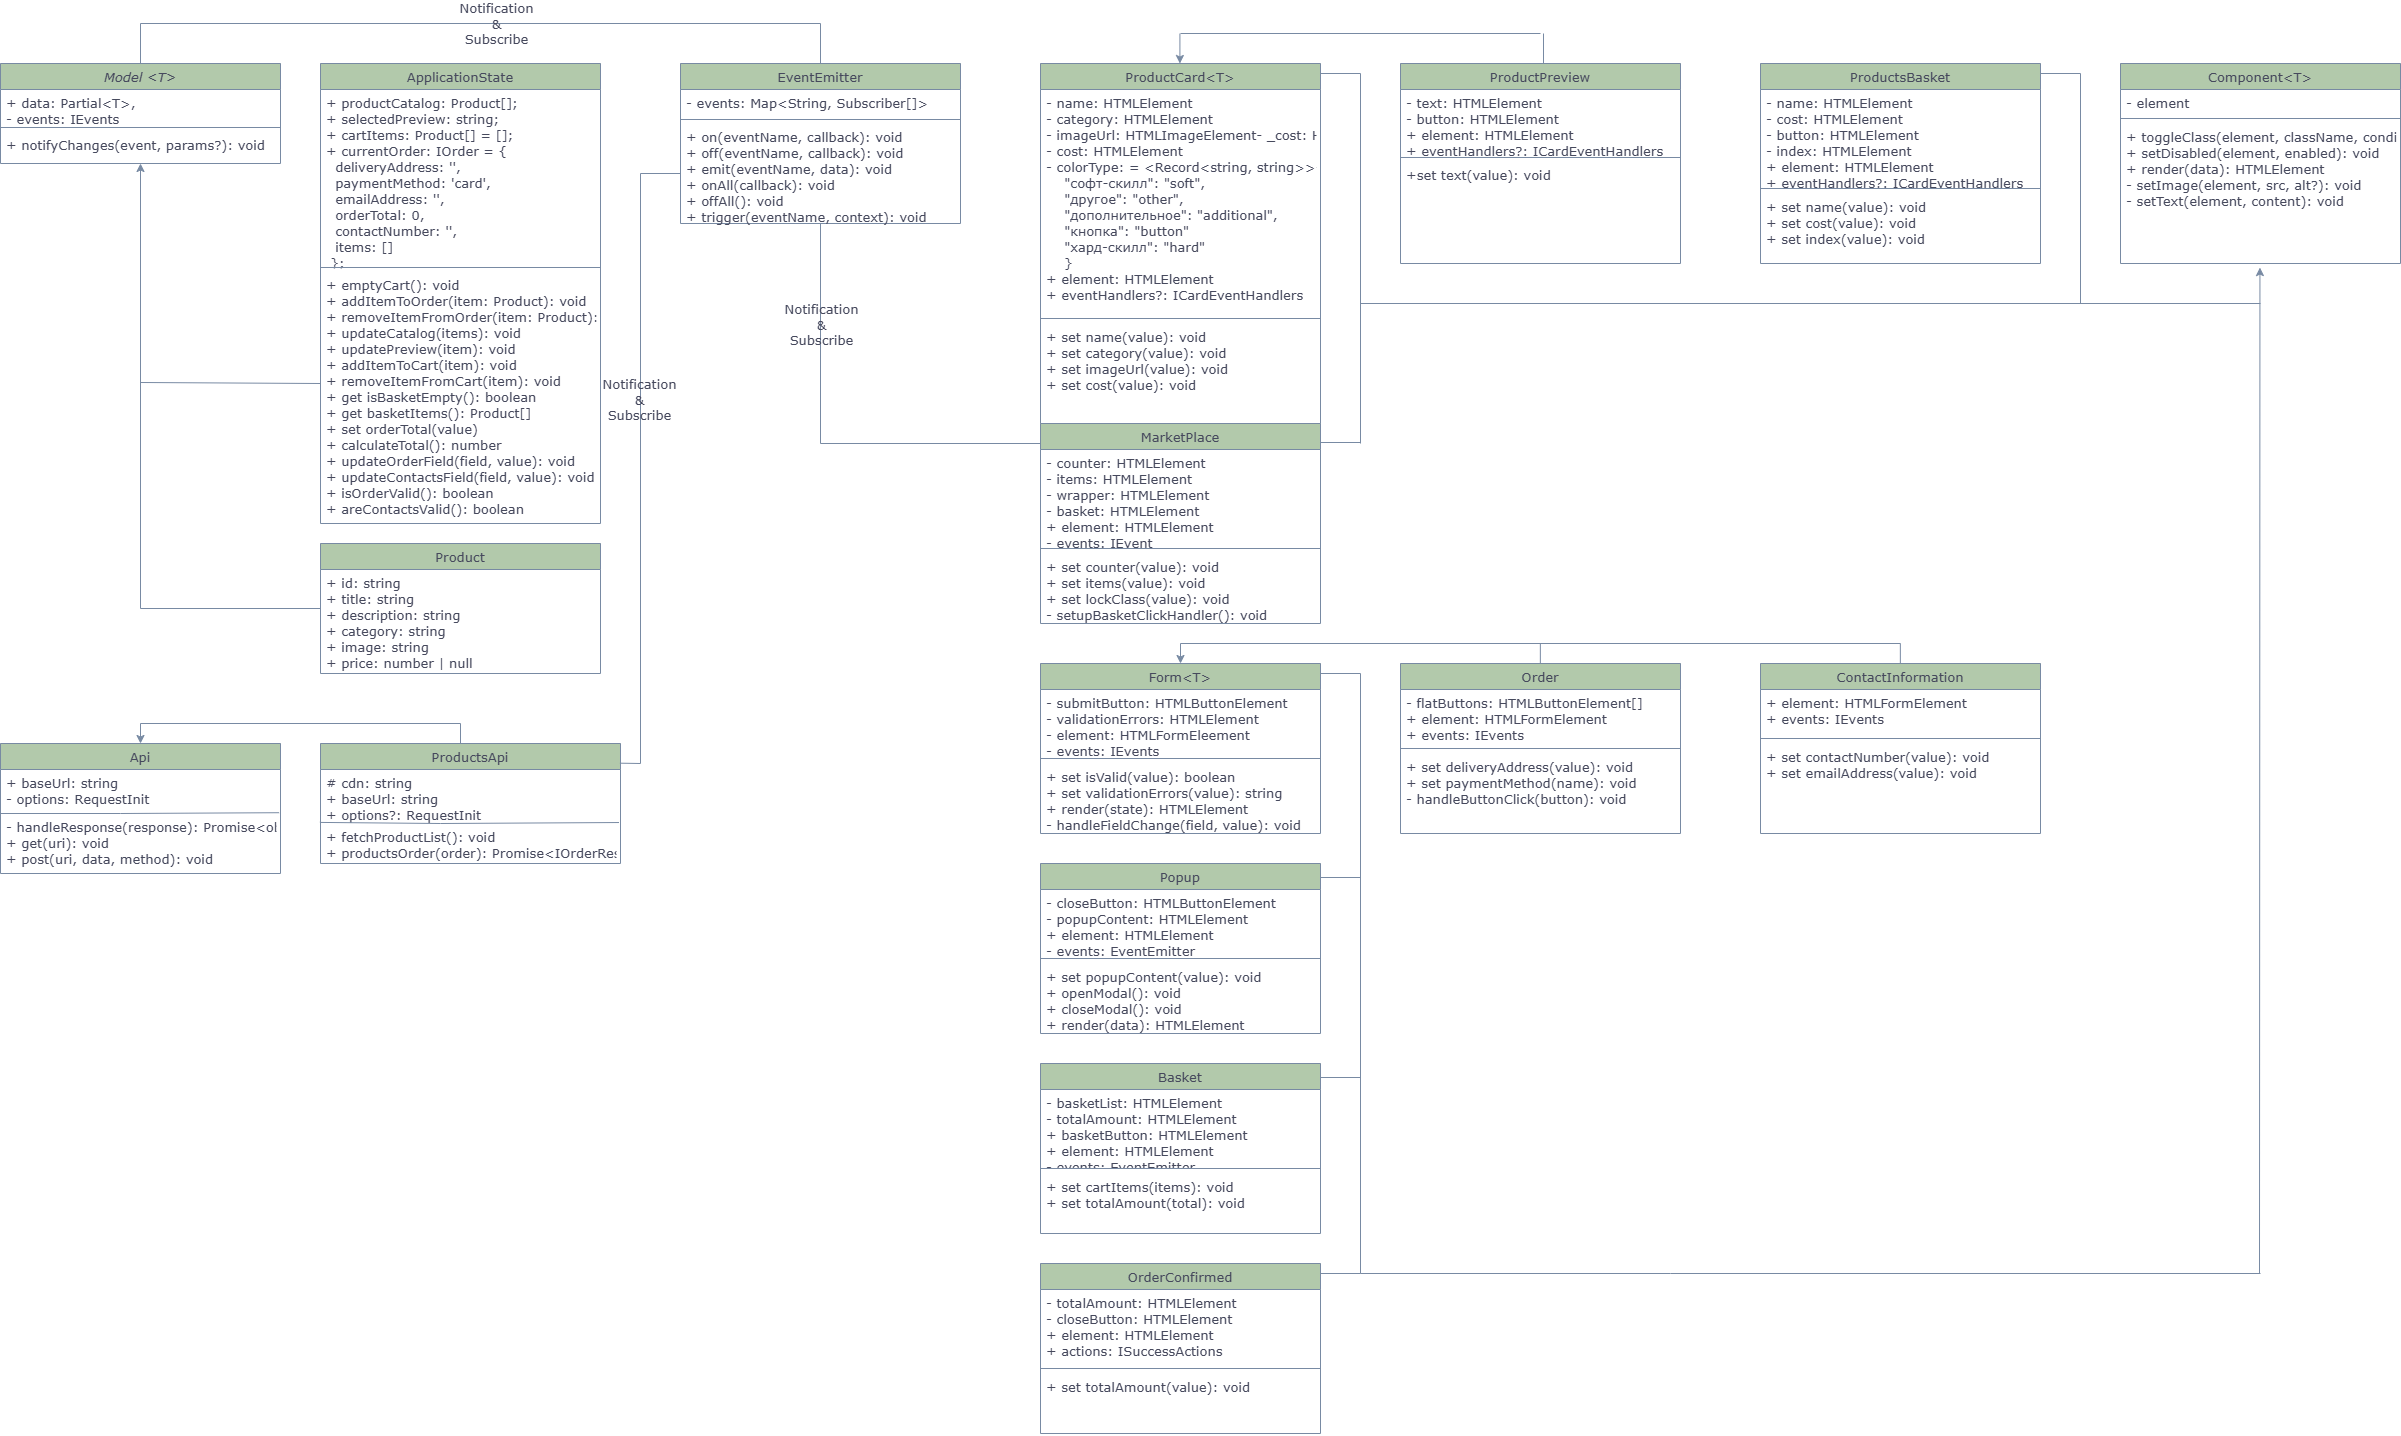 Notification
&
Subscribe
Model <T>
+ data: Partial<T>,
- events: IEvents
+ notifyChanges(event, params?): void
ApplicationState
+ productCatalog: Product[];
+ selectedPreview: string;
+ cartItems: Product[] = [];
+ currentOrder: IOrder = {
deliveryAddress: '',
paymentMethod: 'card',
emailAddress: '',
orderTotal: 0,
contactNumber: '',
items: []
};
+ emptyCart(): void
+ addItemToOrder(item: Product): void
+ removeItemFromOrder(item: Product):
+ updateCatalog(items): void
+ updatePreview(item): void
+ addItemToCart(item): void
+ removeItemFromCart(item): void
+ get isBasketEmpty(): boolean
+ get basketItems(): Product[]
+ set orderTotal(value)
+ calculateTotal(): number
+ updateOrderField(field, value): void
+ updateContactsField(field, value): void
+ isOrderValid(): boolean
+ areContactsValid(): boolean
Product
+ id: string
+ title: string
+ description: string
+ category: string
+ image: string
+ price: number | null
Api
+ baseUrl: string
- options: RequestInit
- handleResponse(response): Promise<ol
+ get(uri): void
+ post(uri, data, method): void
ProductsApi
# cdn: string
+ baseUrl: string
+ options?: RequestInit
+ fetchProductList(): void
+ productsOrder(order): Promise<IOrderRes
EventEmitter
- events: Map<String, Subscriber[]>
+ on(eventName, callback): void
+ off(eventName, callback): void
+ emit(eventName, data): void
+ onAll(callback): void
+ offAll(): void
+ trigger(eventName, context): void
Notification
&
Subscribe
Notification
&
Subscribe
ProductCard<T>
- name: HTMLElement
- category: HTMLElement
- imageUrl: HTMLImageElement- _cost: H
- cost: HTMLElement
- colorType: = <Record<string, string>>
"софт-скилл": "soft",
"другое": "other",
"дополнительное": "additional",
"кнопка": "button"
"хард-скилл": "hard"
}
+ element: HTMLElement
+ eventHandlers?: ICardEventHandlers
+ set name(value): void
+ set category(value): void
+ set imageUrl(value): void
+ set cost(value): void
MarketPlace
- counter: HTMLElement
- items: HTMLElement
- wrapper: HTMLElement
- basket: HTMLElement
+ element: HTMLElement
- events: IEvent
+ set counter(value): void
+ set items(value): void
+ set lockClass(value): void
- setupBasketClickHandler(): void
ProductPreview
- text: HTMLElement
- button: HTMLElement
+ element: HTMLElement
+ eventHandlers?: ICardEventHandlers
+set text(value): void
ProductsBasket
- name: HTMLElement
- cost: HTMLElement
- button: HTMLElement
- index: HTMLElement
+ element: HTMLElement
+ eventHandlers?: ICardEventHandlers
+ set name(value): void
+ set cost(value): void
+ set index(value): void
Component<T>
- element
+ toggleClass(element, className, condi
+ setDisabled(element, enabled): void
+ render(data): HTMLElement
- setImage(element, src, alt?): void
- setText(element, content): void
Form<T>
- submitButton: HTMLButtonElement
- validationErrors: HTMLElement
- element: HTMLFormEleement
- events: IEvents
+ set isValid(value): boolean
+ set validationErrors(value): string
+ render(state): HTMLElement
- handleFieldChange(field, value): void
Order
- flatButtons: HTMLButtonElement[]
+ element: HTMLFormElement
+ events: IEvents
+ set deliveryAddress(value): void
+ set paymentMethod(name): void
- handleButtonClick(button): void
ContactInformation
+ element: HTMLFormElement
+ events: IEvents
+ set contactNumber(value): void
+ set emailAddress(value): void
Popup
- closeButton: HTMLButtonElement
- popupContent: HTMLElement
+ element: HTMLElement
- events: EventEmitter
+ set popupContent(value): void
+ openModal(): void
+ closeModal(): void
+ render(data): HTMLElement
Basket
- basketList: HTMLElement
- totalAmount: HTMLElement
+ basketButton: HTMLElement
+ element: HTMLElement
- events: EventEmitter
+ set cartItems(items): void
+ set totalAmount(total): void
OrderConfirmed
- totalAmount: HTMLElement
- closeButton: HTMLElement
+ element: HTMLElement
+ actions: ISuccessActions
+ set totalAmount(value): void